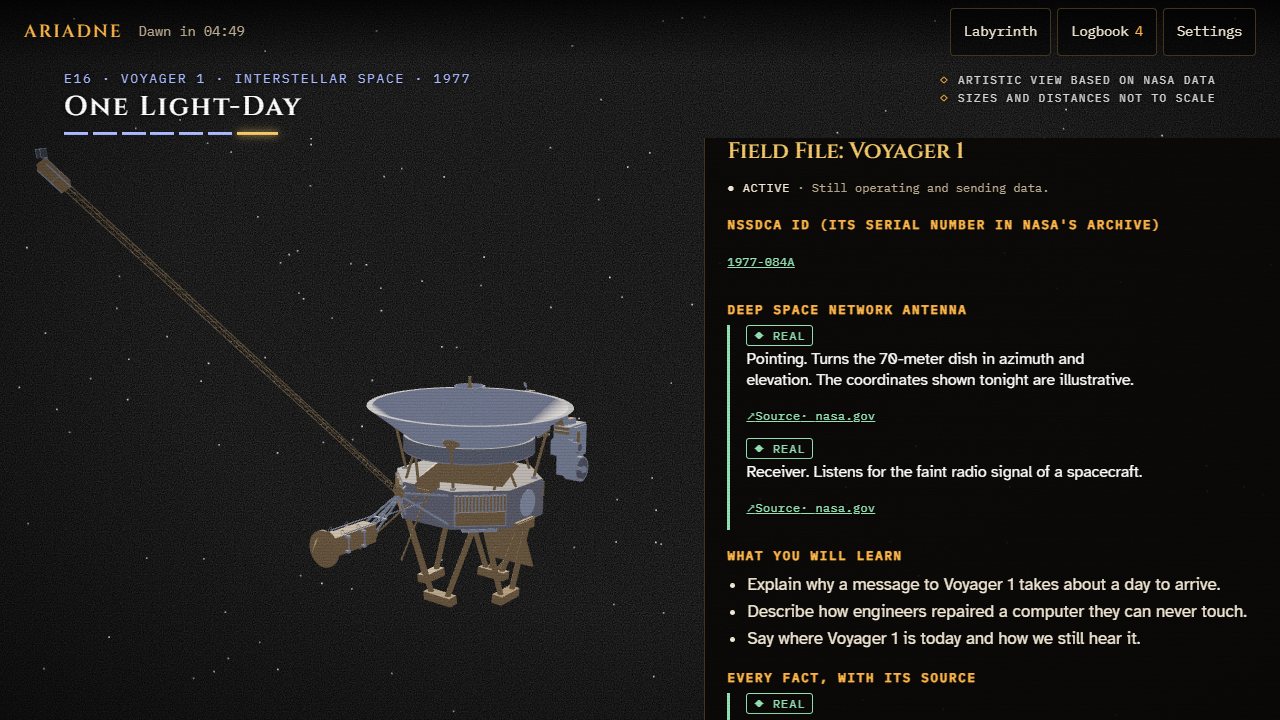 ARIADNE Dawn in 04:49
Labyrinth Logbook 4 Settings
E16 · VOYAGER 1 · INTERSTELLAR SPACE · 1977
One Light-Day
◇ ARTISTIC VIEW BASED ON NASA DATA
◇ SIZES AND DISTANCES NOT TO SCALE
Field File: Voyager 1
● ACTIVE · Still operating and sending data.
NSSDCA ID (ITS SERIAL NUMBER IN NASA'S ARCHIVE)
1977-084A
DEEP SPACE NETWORK ANTENNA
◆ REAL
Pointing. Turns the 70-meter dish in azimuth and
elevation. The coordinates shown tonight are illustrative.
↗Source· nasa.gov
◆ REAL
Receiver. Listens for the faint radio signal of a spacecraft.
↗Source· nasa.gov
WHAT YOU WILL LEARN
• Explain why a message to Voyager 1 takes about a day to arrive.
• Describe how engineers repaired a computer they can never touch.
• Say where Voyager 1 is today and how we still hear it.
EVERY FACT, WITH ITS SOURCE
◆ REAL